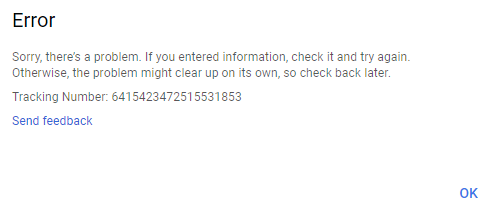 Error
Sorry, there's a problem. If you entered information, check it and try again.
Otherwise, the problem might clear up on its own, so check back later.
Tracking Number: 6415423472515531853
Send feedback
OK